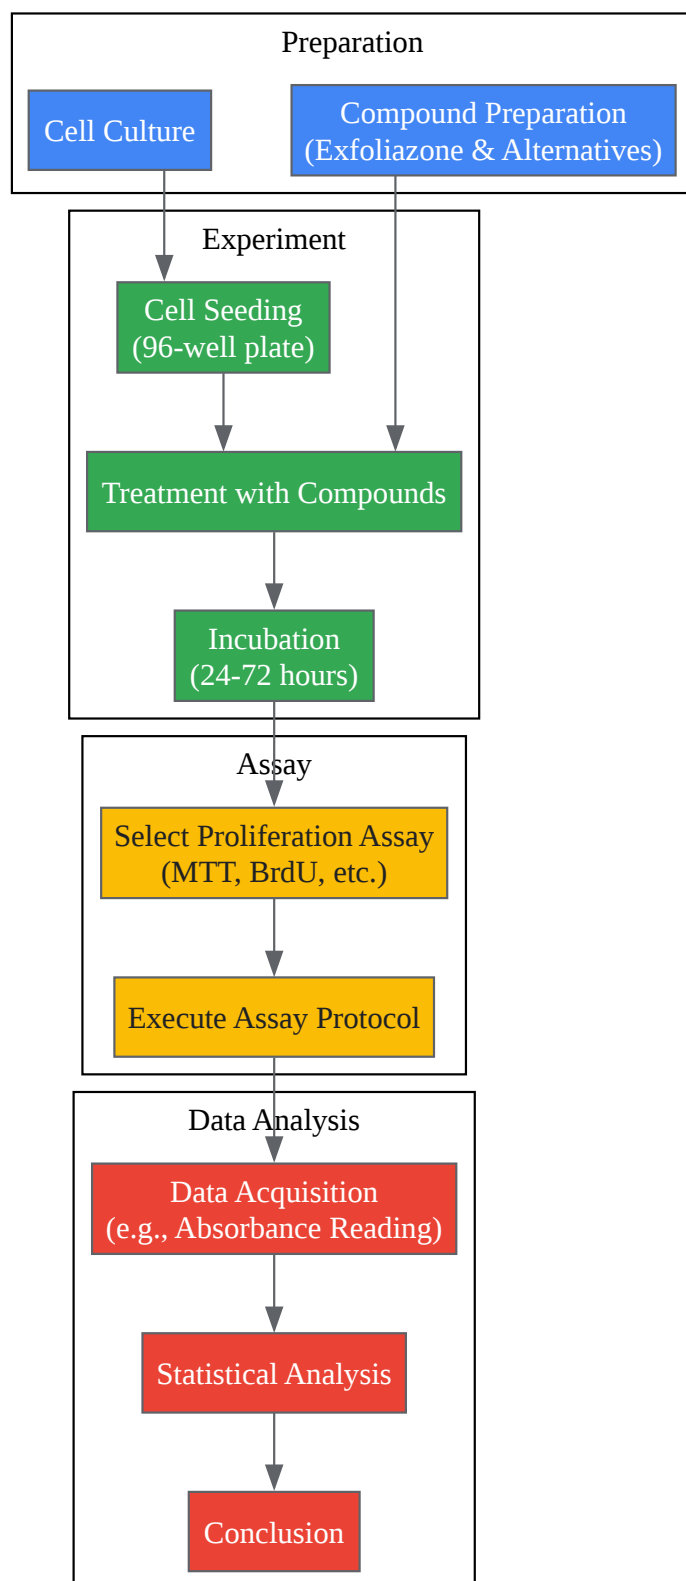 Preparation
Cell Culture
Compound Preparation
(Exfoliazone & Alternatives)
Experiment
Cell Seeding
(96-well plate)
Treatment with Compounds
Incubation
(24-72 hours)
Assay
Select Proliferation Assay
(MTT, BrdU, etc.)
Execute Assay Protocol
Data Analysis
Data Acquisition
(e.g., Absorbance Reading)
Statistical Analysis
Conclusion